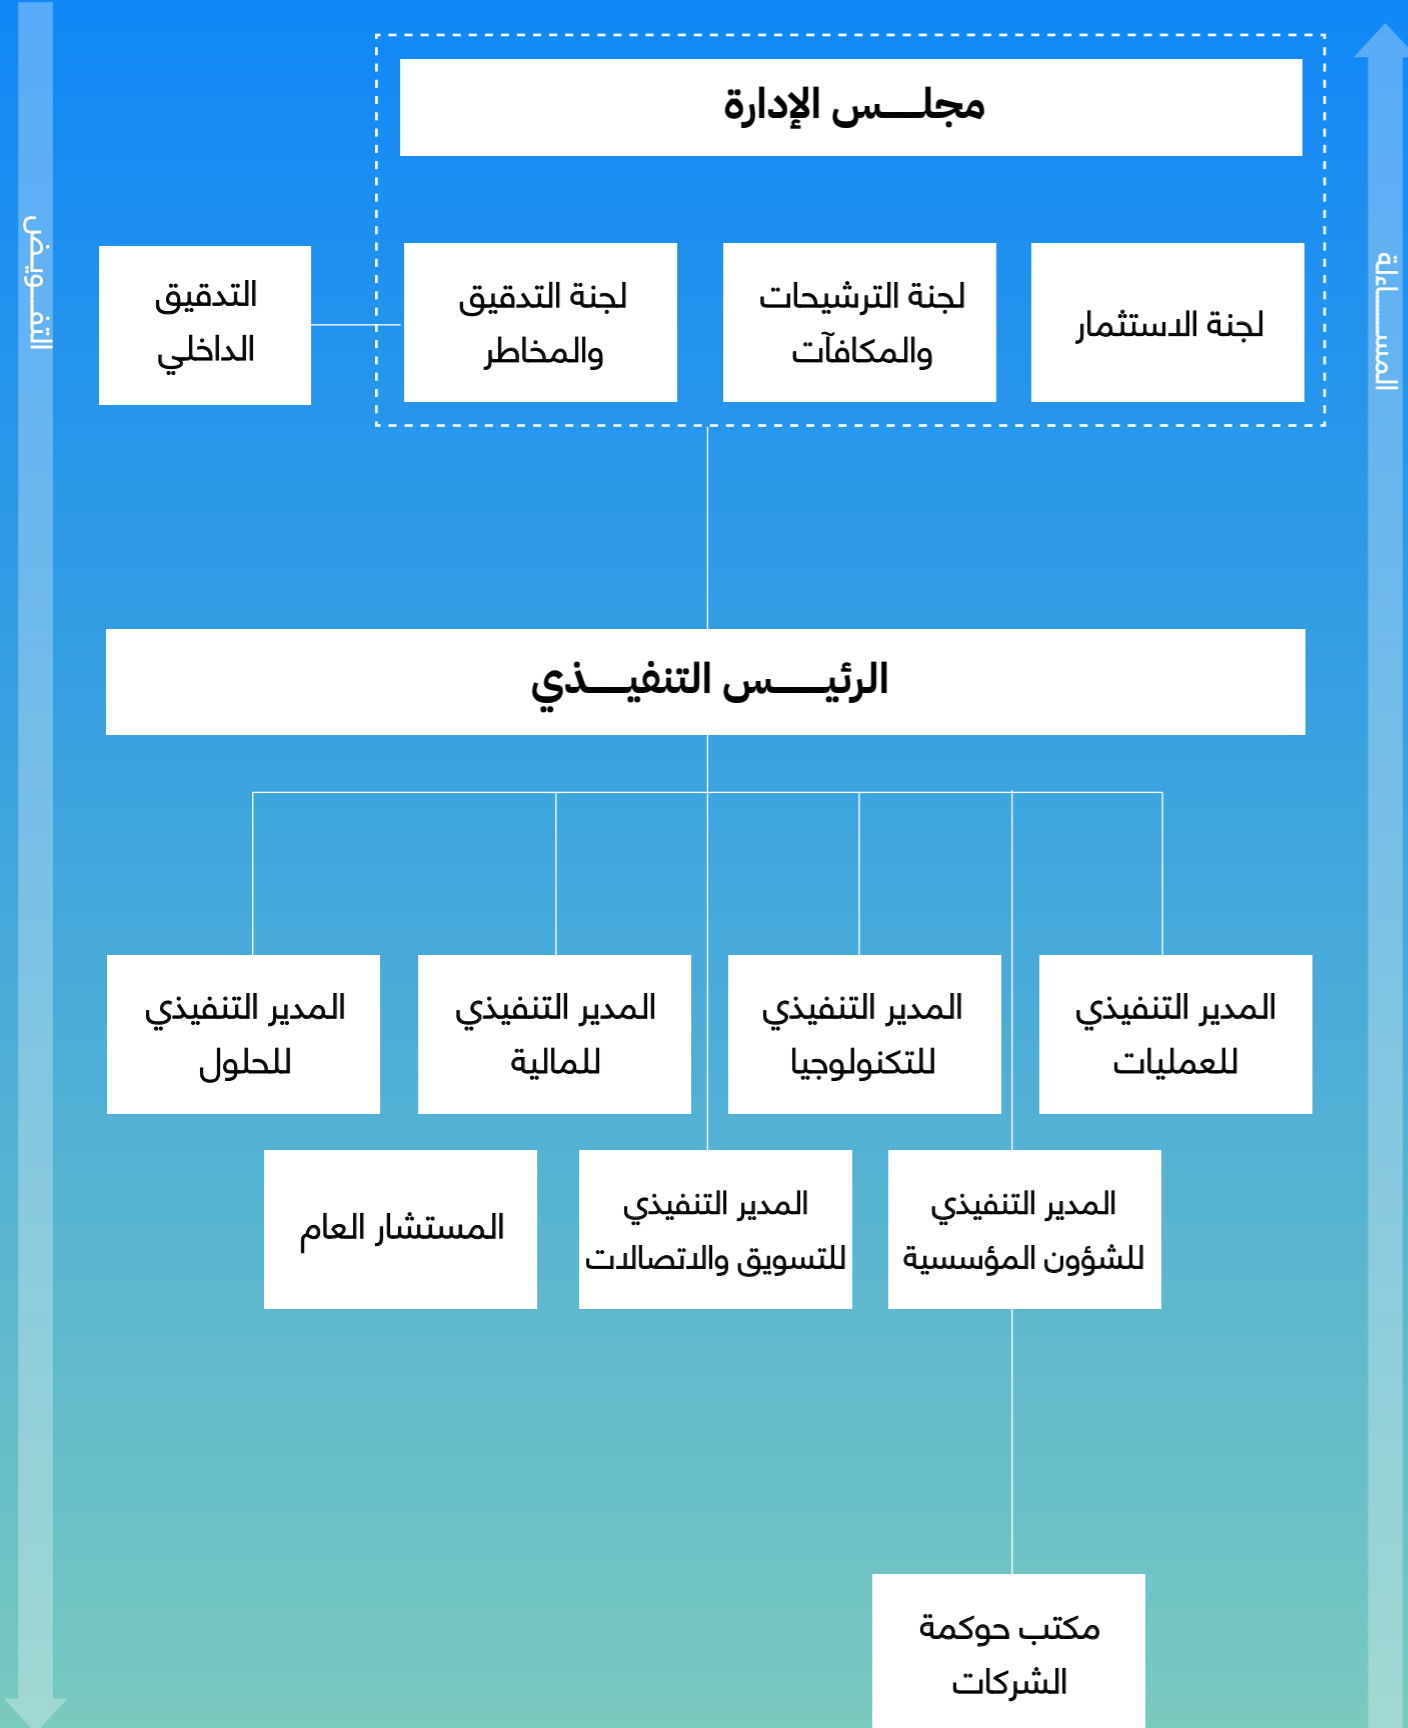 مجلـــس الإدارة
المســـاءلة
التفـــويـض
لجنة الاستثمار
لجنة الترشيحات
والمكافآت
لجنة التدقيق
والمخاطر
التدقيق
الداخلي
الرئيـــــس التنفيـــذي
المدير التنفيذي
للعمليات
المدير التنفيذي
للتكنولوجيا
المدير التنفيذي
للمالية
المدير التنفيذي
للحلول
المدير التنفيذي
للشؤون المؤسسية
المدير التنفيذي
للتسويق والاتصالات
المستشار العام
مكتب حوكمة
الشركات